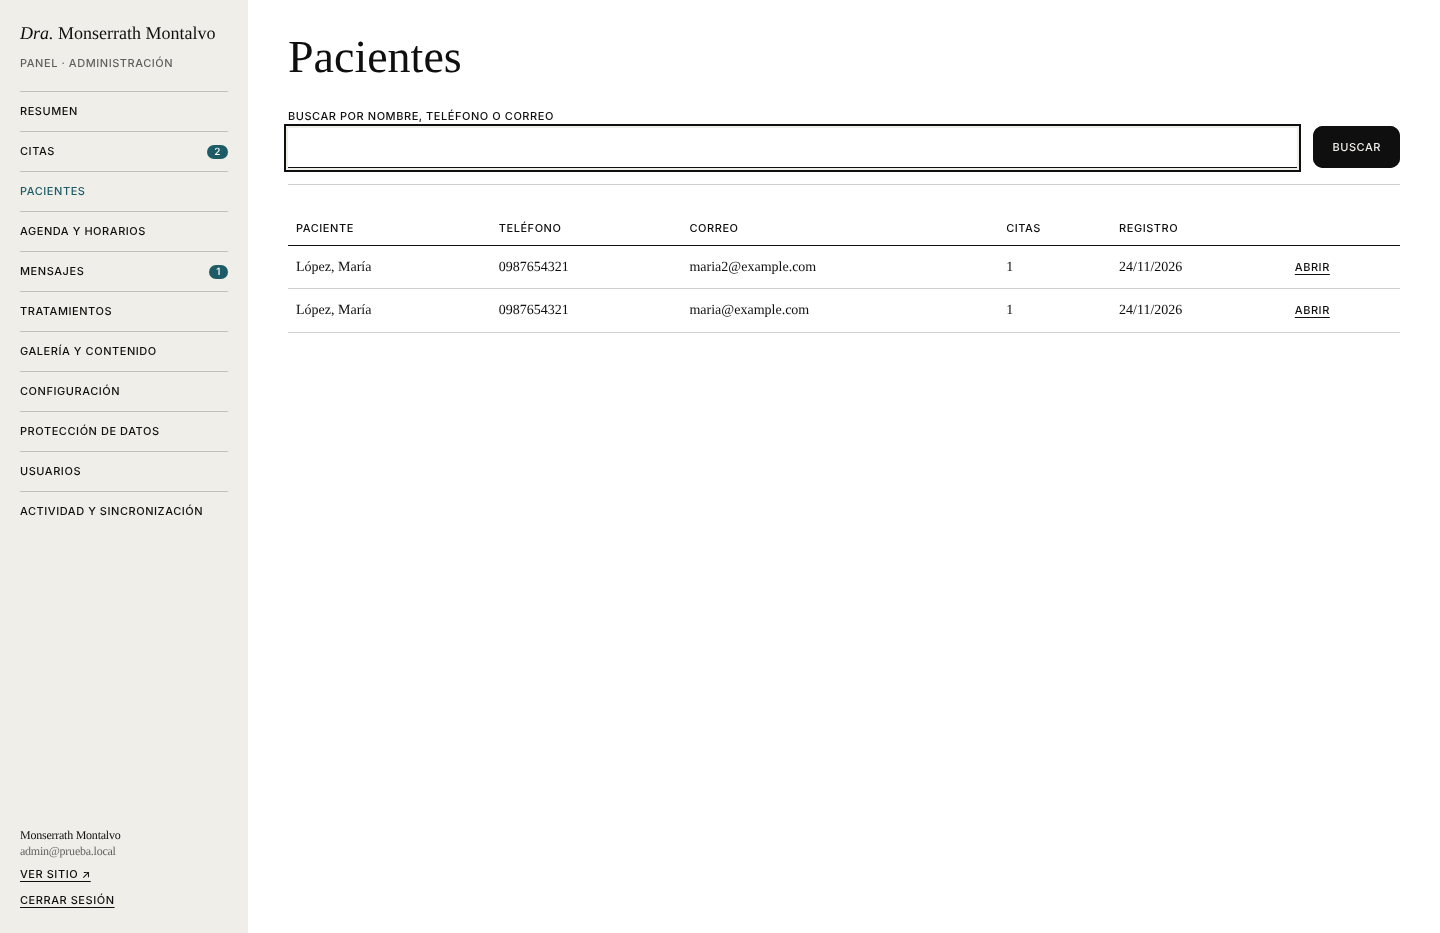 Dra. Monserrath Montalvo
PANEL · ADMINISTRACIÓN
RESUMEN
CITAS 2
PACIENTES
AGENDA Y HORARIOS
MENSAJES 1
TRATAMIENTOS
GALERÍA Y CONTENIDO
CONFIGURACIÓN
PROTECCIÓN DE DATOS
USUARIOS
ACTIVIDAD Y SINCRONIZACIÓN
Monserrath Montalvo
admin@prueba.local
VER SITIO ↗
CERRAR SESIÓN
Pacientes
BUSCAR POR NOMBRE, TELÉFONO O CORREO
BUSCAR
PACIENTE TELÉFONO CORREO CITAS REGISTRO
López, María 0987654321 maria2@example.com 1 24/11/2026 ABRIR
López, María 0987654321 maria@example.com 1 24/11/2026 ABRIR